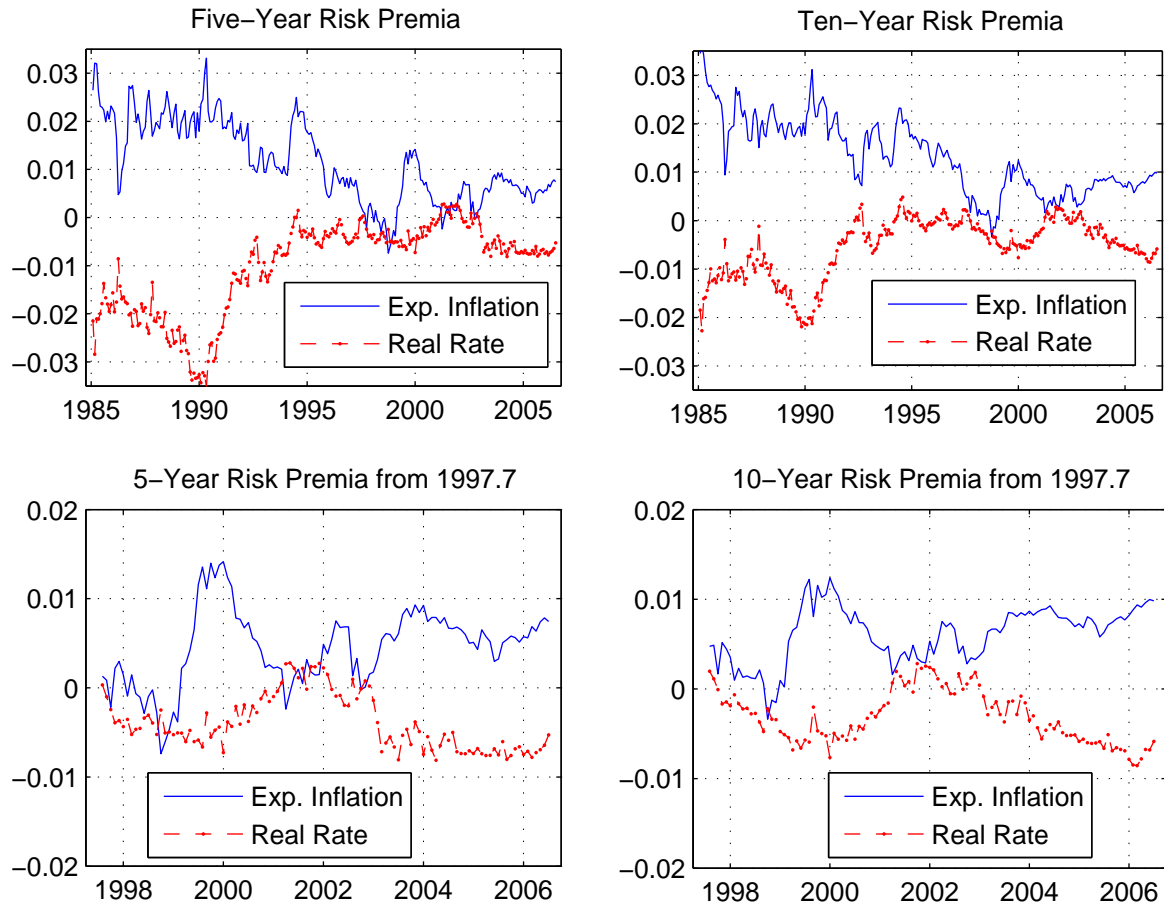 Five−Year Risk Premia
0.03
0.02
0.01
0
−0.01
−0.02
−0.03
1985 1990 1995 2000 2005
Exp. Inflation
Real Rate
Ten−Year Risk Premia
0.03
0.02
0.01
0
−0.01
−0.02
−0.03
1985 1990 1995 2000 2005
Exp. Inflation
Real Rate
5−Year Risk Premia from 1997.7
0.02
0.01
0
−0.01
−0.02
1998 2000 2002 2004 2006
Exp. Inflation
Real Rate
10−Year Risk Premia from 1997.7
0.02
0.01
0
−0.01
−0.02
1998 2000 2002 2004 2006
Exp. Inflation
Real Rate